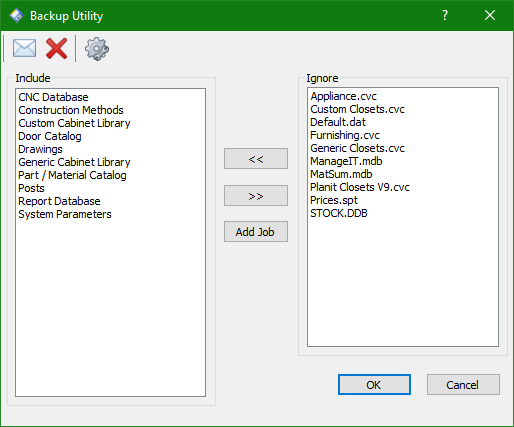 Backup Utility
?
Include
CNC Database
Construction Methods
Custom Cabinet Library
Door Catalog
Drawings
Generic Cabinet Library
Part / Material Catalog
Posts
Report Database
System Parameters
<<
>>
Add Job
Ignore
Appliance.cvc
Custom Closets.cvc
Default.dat
Furnishing.cvc
Generic Closets.cvc
ManageIT.mdb
MatSum.mdb
Planit Closets V9.cvc
Prices.spt
STOCK.DDB
OK
Cancel